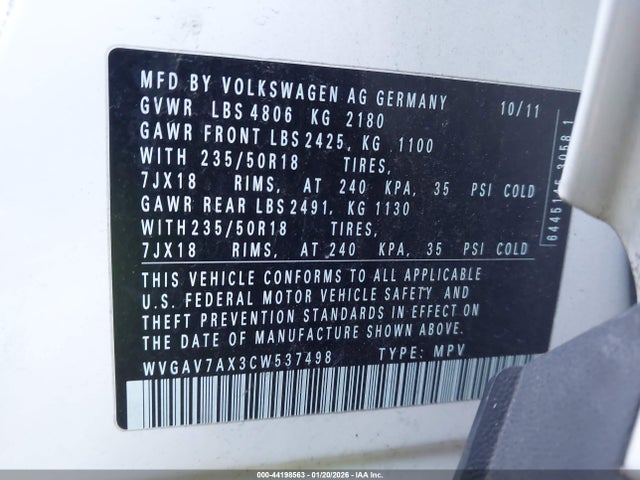 MFD BY VOLKSWAGEN AG GERMANY 10/11
GVWR LBS 4806 KG 2180
GAWR FRONT LBS 2425, KG 1100
WITH 235/50R18 TIRES,
7JX18 RIMS, AT 240 KPA, 35 PSI COLD
GAWR REAR LBS 2491, KG 1130
WITH 235/50R18 TIRES,
7JX18 RIMS, AT 240 KPA, 35 PSI COLD
THIS VEHICLE CONFORMS TO ALL APPLICABLE
U.S. FEDERAL MOTOR VEHICLE SAFETY AND
THEFT PREVENTION STANDARDS IN EFFECT ON
THE DATE OF MANUFACTURE SHOWN ABOVE.
WVGAV7AX3CW537498 TYPE: MPV
000-44198563 - 01/20/2026 - IAA Inc.